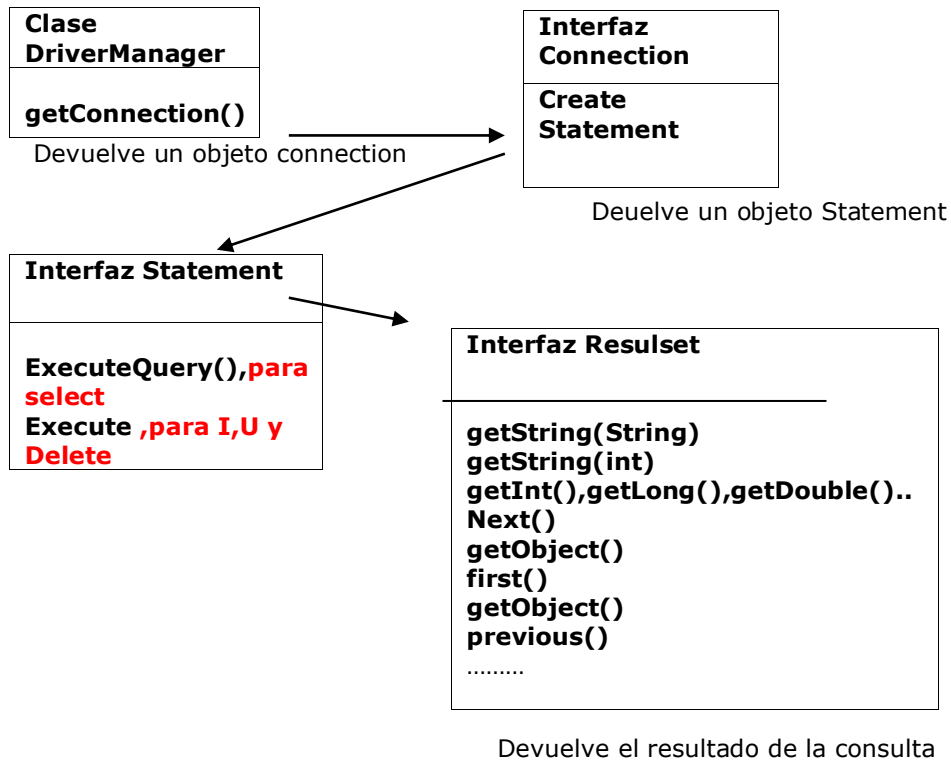 Clase
DriverManager
getConnection()
Devuelve un objeto connection
Interfaz
Connection
Create
Statement
Deuelve un objeto Statement
Interfaz Statement
ExecuteQuery(),para
select
Execute ,para I,U y
Delete
Interfaz Resulset
getString(String)
getString(int)
getInt(),getLong(),getDouble()..
Next()
getObject()
first()
getObject()
previous()
.........
Devuelve el resultado de la consulta